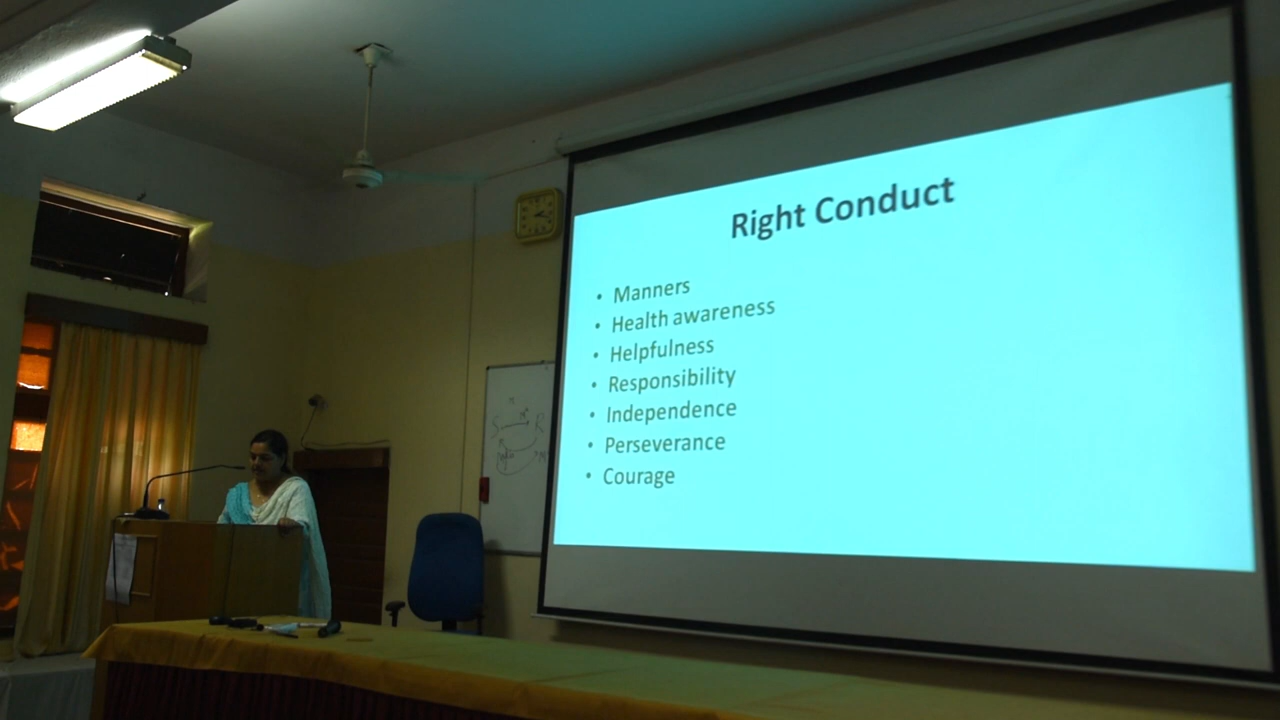 Right Conduct
• Manners
• Health awareness
• Helpfulness
• Responsibility
• Independence
• Perseverance
• Courage
S R